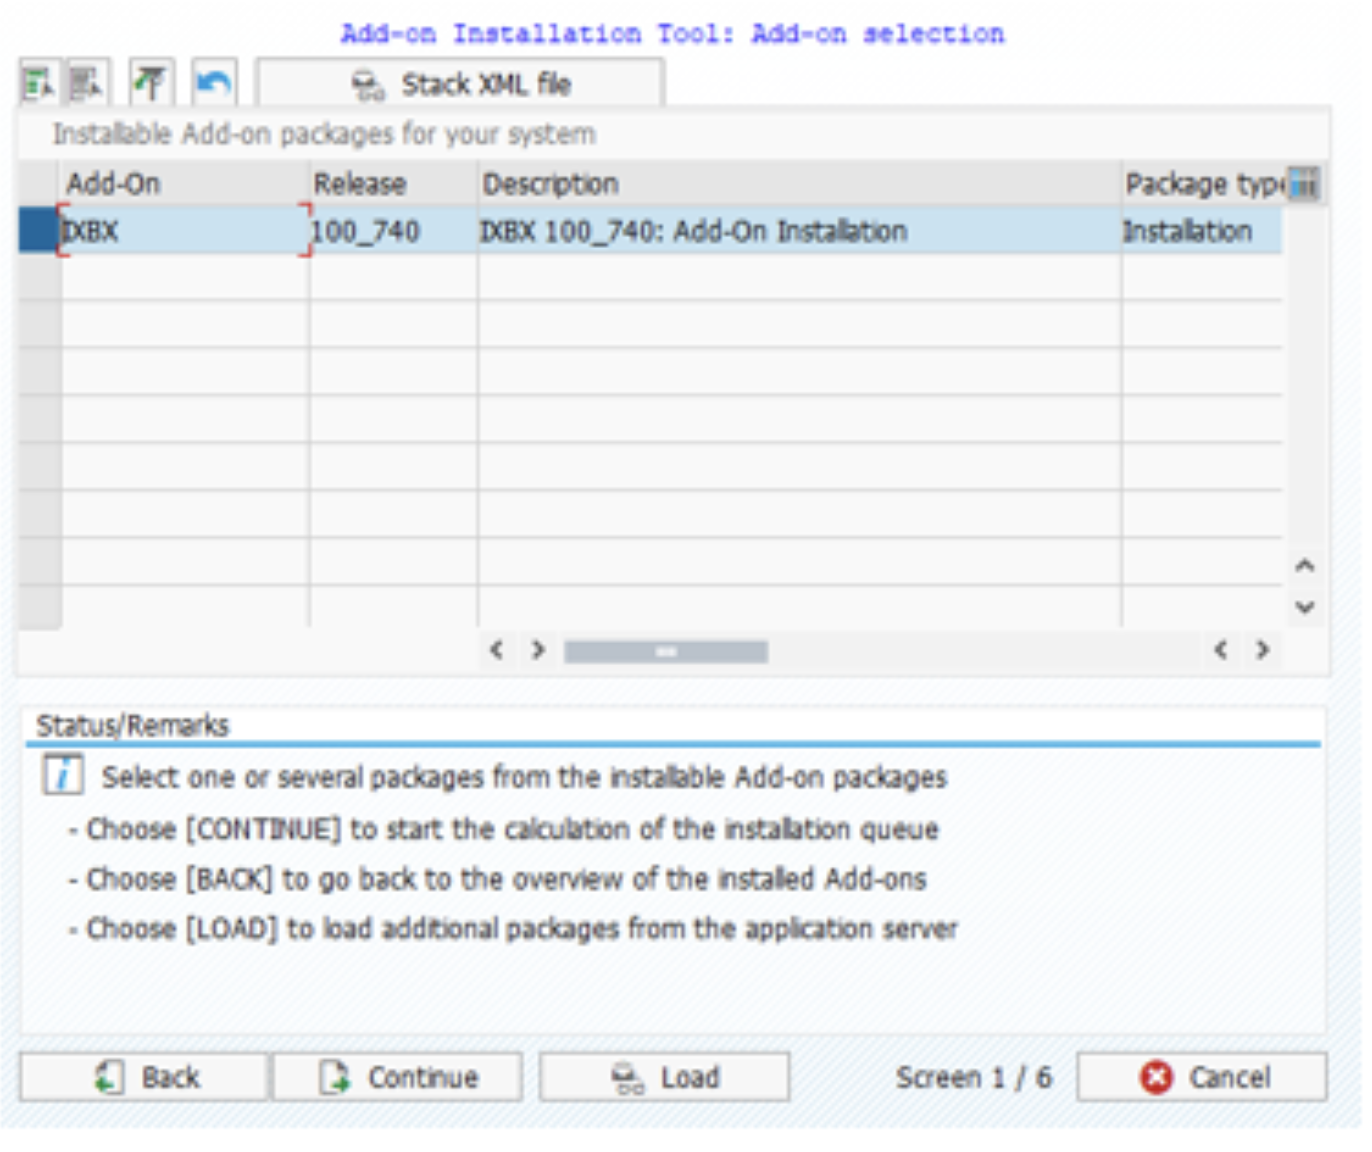 Add-on Installation Tool: Add-on selection
Stack XML file
Installable Add-on packages for your system
Add-On Release Description Package type
IXBX 100_740 IXBX 100_740: Add-On Installation Installation
Status/Remarks
i Select one or several packages from the installable Add-on packages
- Choose [CONTINUE] to start the calculation of the installation queue
- Choose [BACK] to go back to the overview of the installed Add-ons
- Choose [LOAD] to load additional packages from the application server
Back Continue Load Screen 1 / 6 Cancel